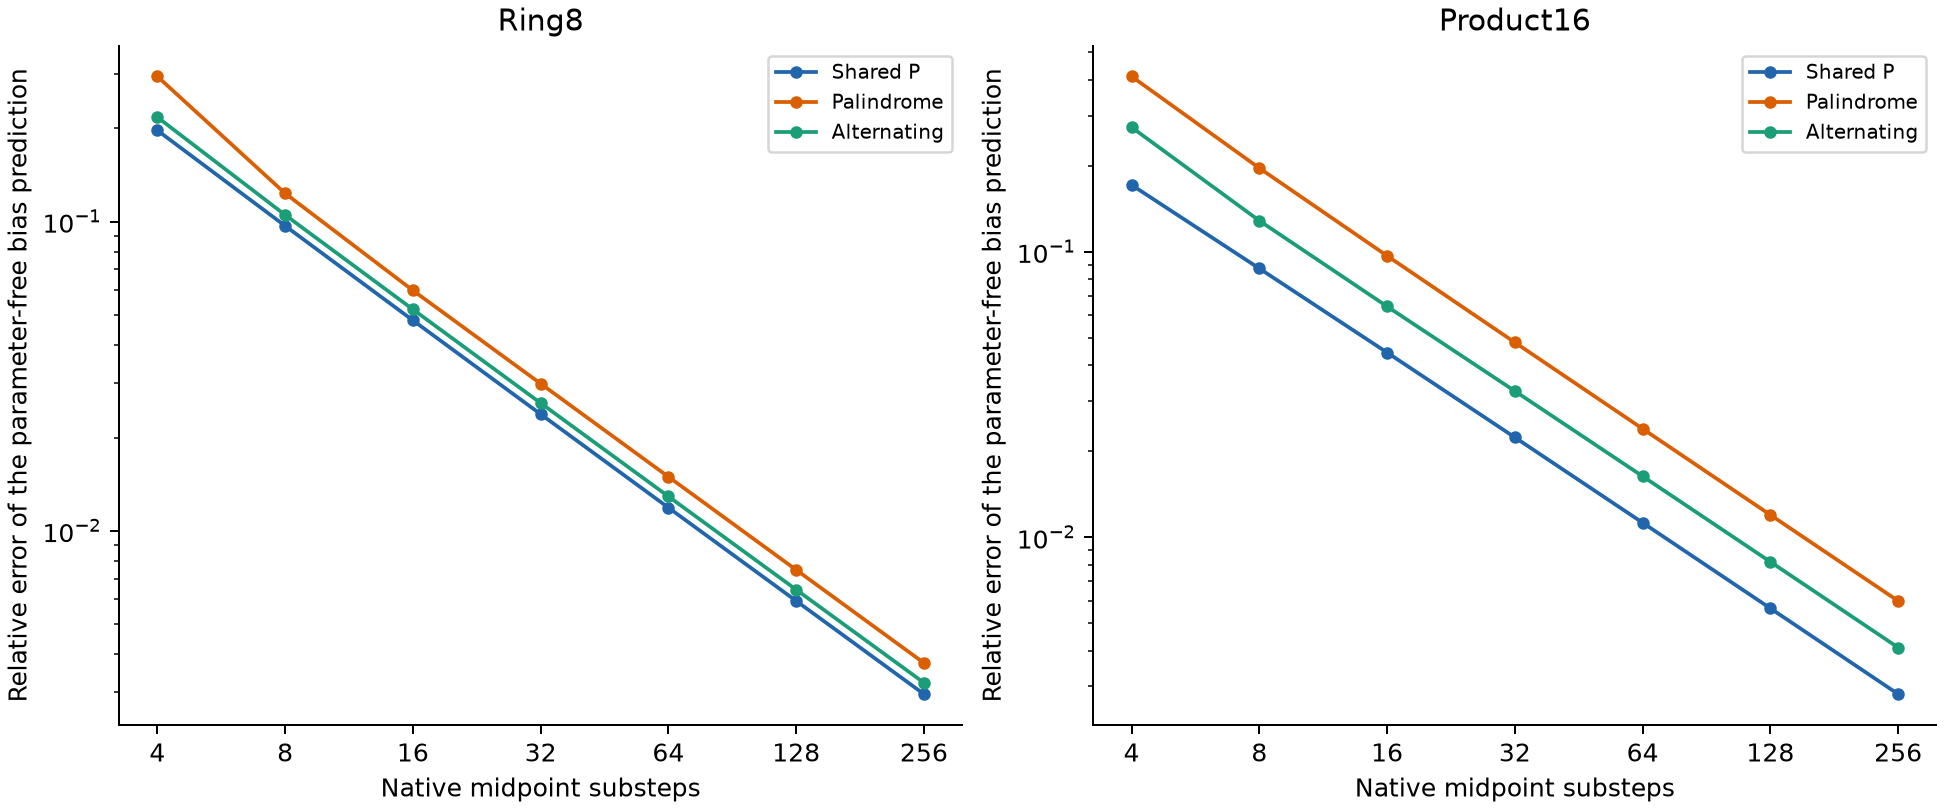 Ring8
Relative error of the parameter-free bias prediction
10⁻¹
10⁻²
4 8 16 32 64 128 256
Native midpoint substeps
Shared P
Palindrome
Alternating
Product16
Relative error of the parameter-free bias prediction
10⁻¹
10⁻²
4 8 16 32 64 128 256
Native midpoint substeps
Shared P
Palindrome
Alternating